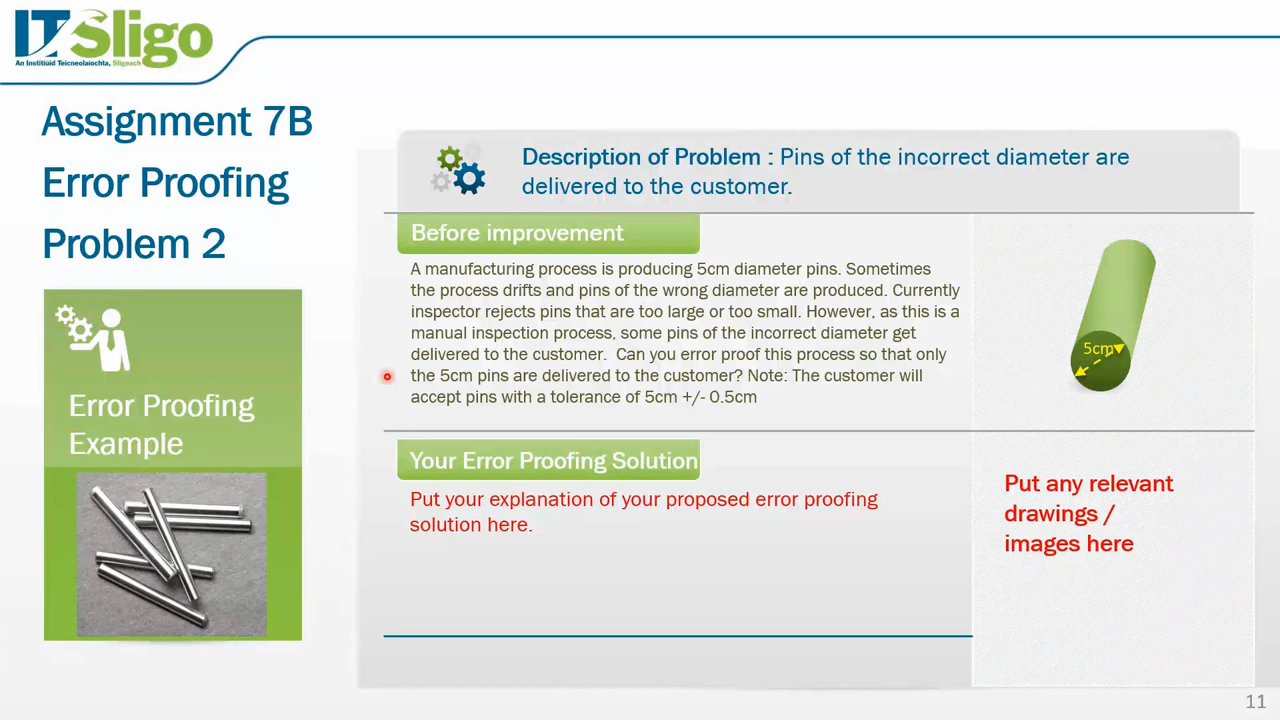 IT Sligo
An Institiúid Teicneolaíochta, Sligeach
Assignment 7B
Error Proofing
Problem 2
Error Proofing
Example
Description of Problem : Pins of the incorrect diameter are
delivered to the customer.
Before improvement
A manufacturing process is producing 5cm diameter pins. Sometimes
the process drifts and pins of the wrong diameter are produced. Currently
inspector rejects pins that are too large or too small. However, as this is a
manual inspection process, some pins of the incorrect diameter get
delivered to the customer. Can you error proof this process so that only
the 5cm pins are delivered to the customer? Note: The customer will
accept pins with a tolerance of 5cm +/- 0.5cm
5cm
Your Error Proofing Solution
Put your explanation of your proposed error proofing
solution here.
Put any relevant
drawings /
images here
11